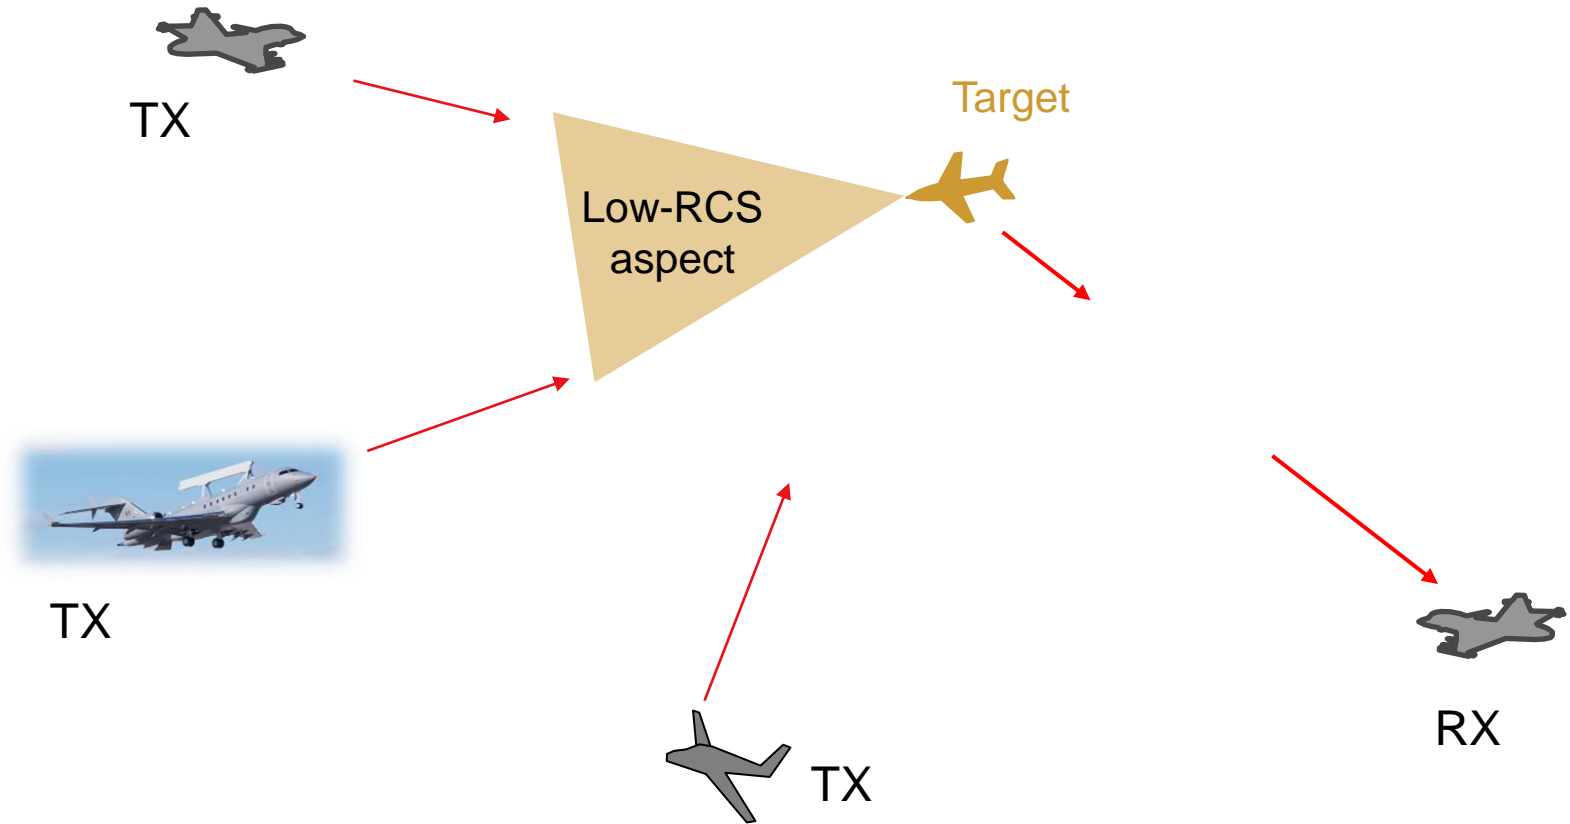 TX
Target
Low-RCS
aspect
TX
RX
TX